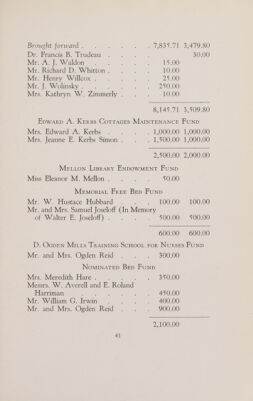 Brought forward . . . . . . 7,835.71 3,479.80
Dr. Francis B. Trudeau . . . . 30.00
Mr. A. J. Waldon . . . . . 15.00
Mr. Richard D. Whitton . . . . 10.00
Mr. Henry Willcox . . . . . 25.00
Mr. J. Wolinsky . . . . . 250.00
Mrs. Kathryn W. Zimmerly . . . 10.00
8,145.71 3,509.80
EDWARD A. KERBS COTTAGES MAINTENANCE FUND
Mrs. Edward A. Kerbs . . . 1,000.00 1,000.00
Mrs. Jeanne E. Kerbs Simon . . . 1,500.00 1,000.00
2,500.00 2,000.00
MELLON LIBRARY ENDOWMENT FUND
Miss Eleanor M. Mellon . . . . 50.00
MEMORIAL FREE BED FUND
Mr. W. Hustace Hubbard . . . 100.00 100.00
Mr. and Mrs. Samuel Joseloff (In Memory
of Walter E. Joseloff) . . . . 500.00 500.00
600.00 600.00
D. OGDEN MILLS TRAINING SCHOOL FOR NURSES FUND
Mr. and Mrs. Ogden Reid . . . 300.00
NOMINATED BED FUND
Mrs. Meredith Hare . . . . . 350.00
Messrs. W. Averell and E. Roland
Harriman . . . . . 450.00
Mr. William G. Irwin . . . . 400.00
Mr. and Mrs. Ogden Reid . . . 900.00
2,100.00
41